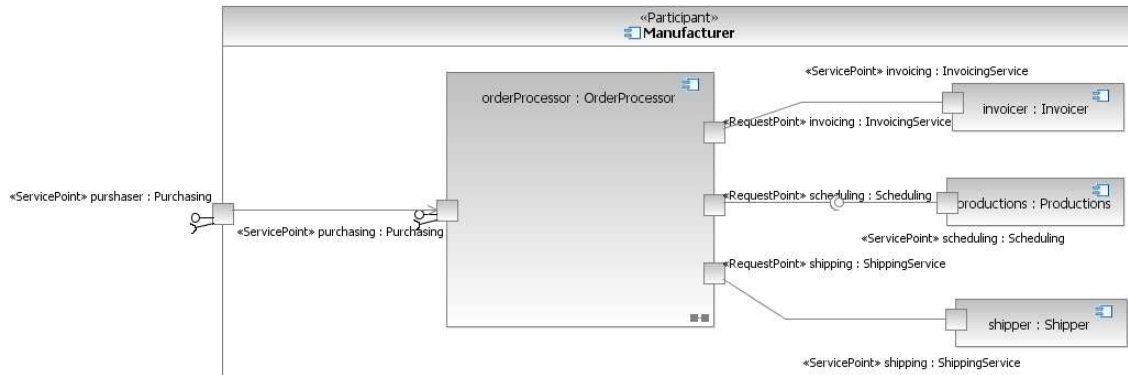 «Participant»
Manufacturer
«ServicePoint» invoicing : InvoicingService
orderProcessor : OrderProcessor
invoicer : Invoicer
«RequestPoint» invoicing : InvoicingService
«ServicePoint» purshaser : Purchasing
«RequestPoint» scheduling : Scheduling
productions : Productions
«ServicePoint» purchasing : Purchasing
«ServicePoint» scheduling : Scheduling
«RequestPoint» shipping : ShippingService
shipper : Shipper
«ServicePoint» shipping : ShippingService